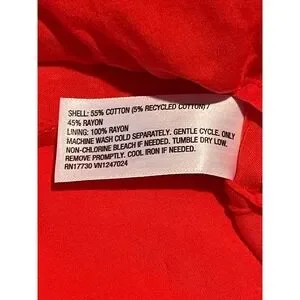 SHELL: 55% COTTON (5% RECYCLED COTTON) /
45% RAYON
LINING: 100% RAYON
MACHINE WASH COLD SEPARATELY. GENTLE CYCLE. ONLY
NON-CHLORINE BLEACH IF NEEDED. TUMBLE DRY LOW.
REMOVE PROMPTLY. COOL IRON IF NEEDED.
RN17730 VN1247024